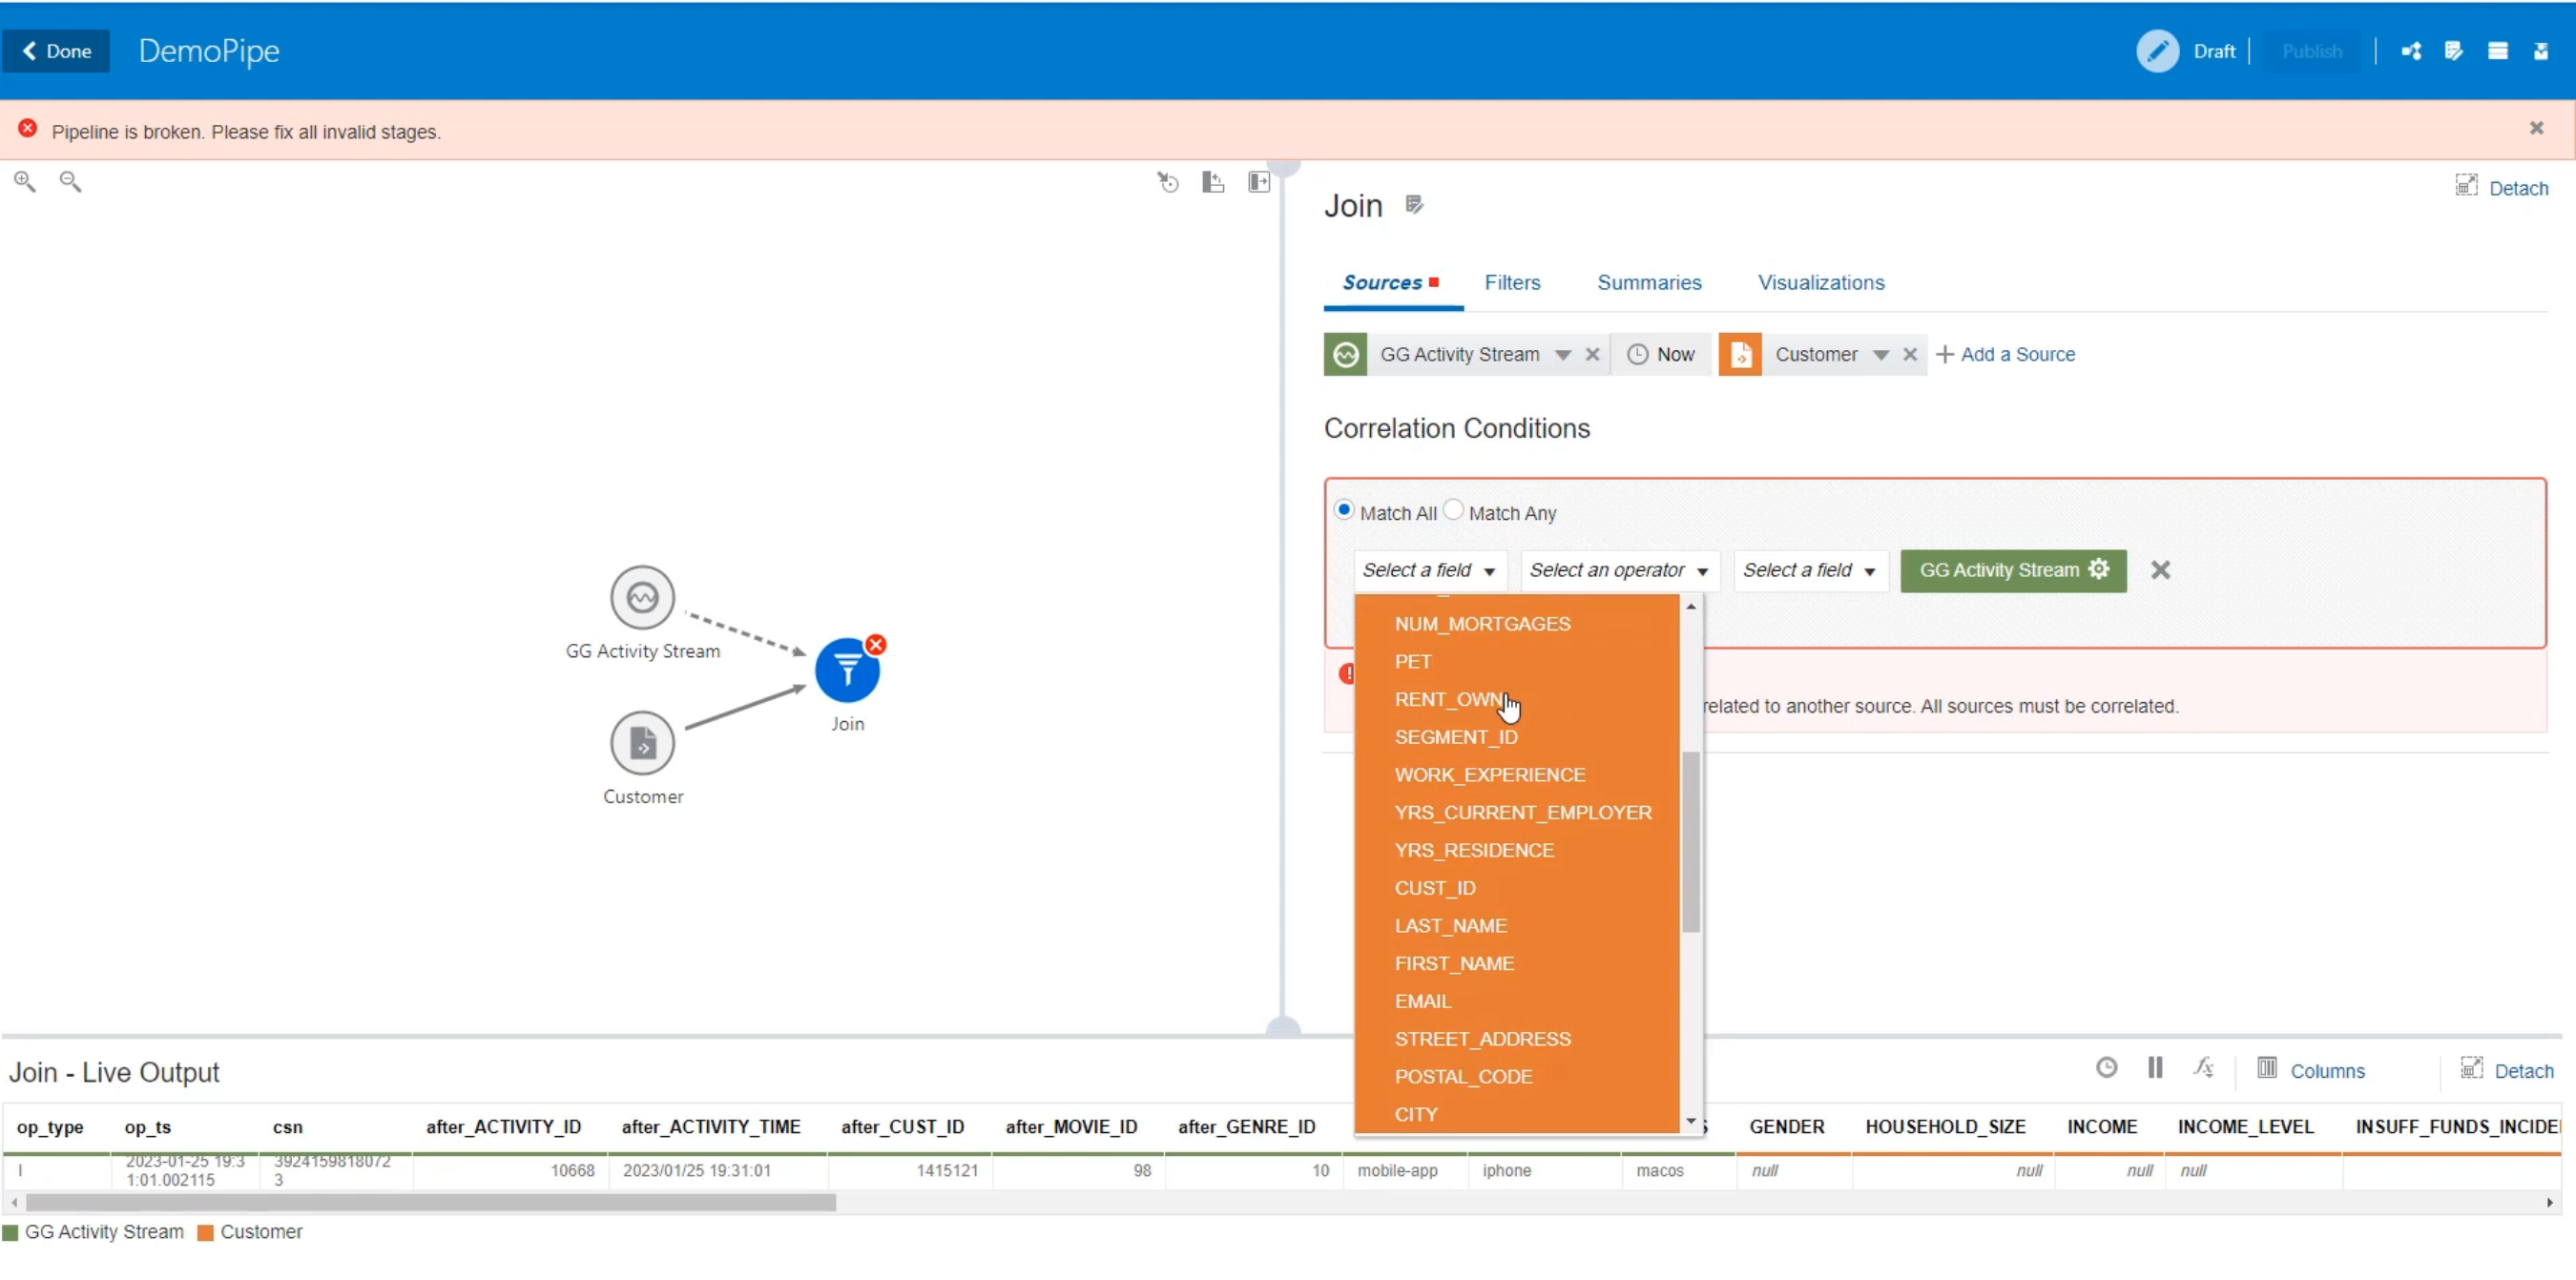 Done
DemoPipe
Draft
Publish
Pipeline is broken. Please fix all invalid stages.
Join
Detach
Sources
Filters
Summaries
Visualizations
GG Activity Stream
Now
Customer
Add a Source
Correlation Conditions
Match All
Match Any
Select a field
Select an operator
Select a field
GG Activity Stream
NUM_MORTGAGES
PET
RENT_OWN
SEGMENT_ID
WORK_EXPERIENCE
YRS_CURRENT_EMPLOYER
YRS_RESIDENCE
CUST_ID
LAST_NAME
FIRST_NAME
EMAIL
STREET_ADDRESS
POSTAL_CODE
CITY
related to another source. All sources must be correlated.
GG Activity Stream
Join
Customer
Join - Live Output
Columns
Detach
op_type op_ts csn after_ACTIVITY_ID after_ACTIVITY_TIME after_CUST_ID after_MOVIE_ID after_GENRE_ID GENDER HOUSEHOLD_SIZE INCOME INCOME_LEVEL INSUFF_FUNDS_INCIDE
I 2023-01-25 19:3 3924159818072 10668 2023/01/25 19:31:01 1415121 98 10 mobile-app iphone macos null null null null
1:01.002115 3
GG Activity Stream Customer